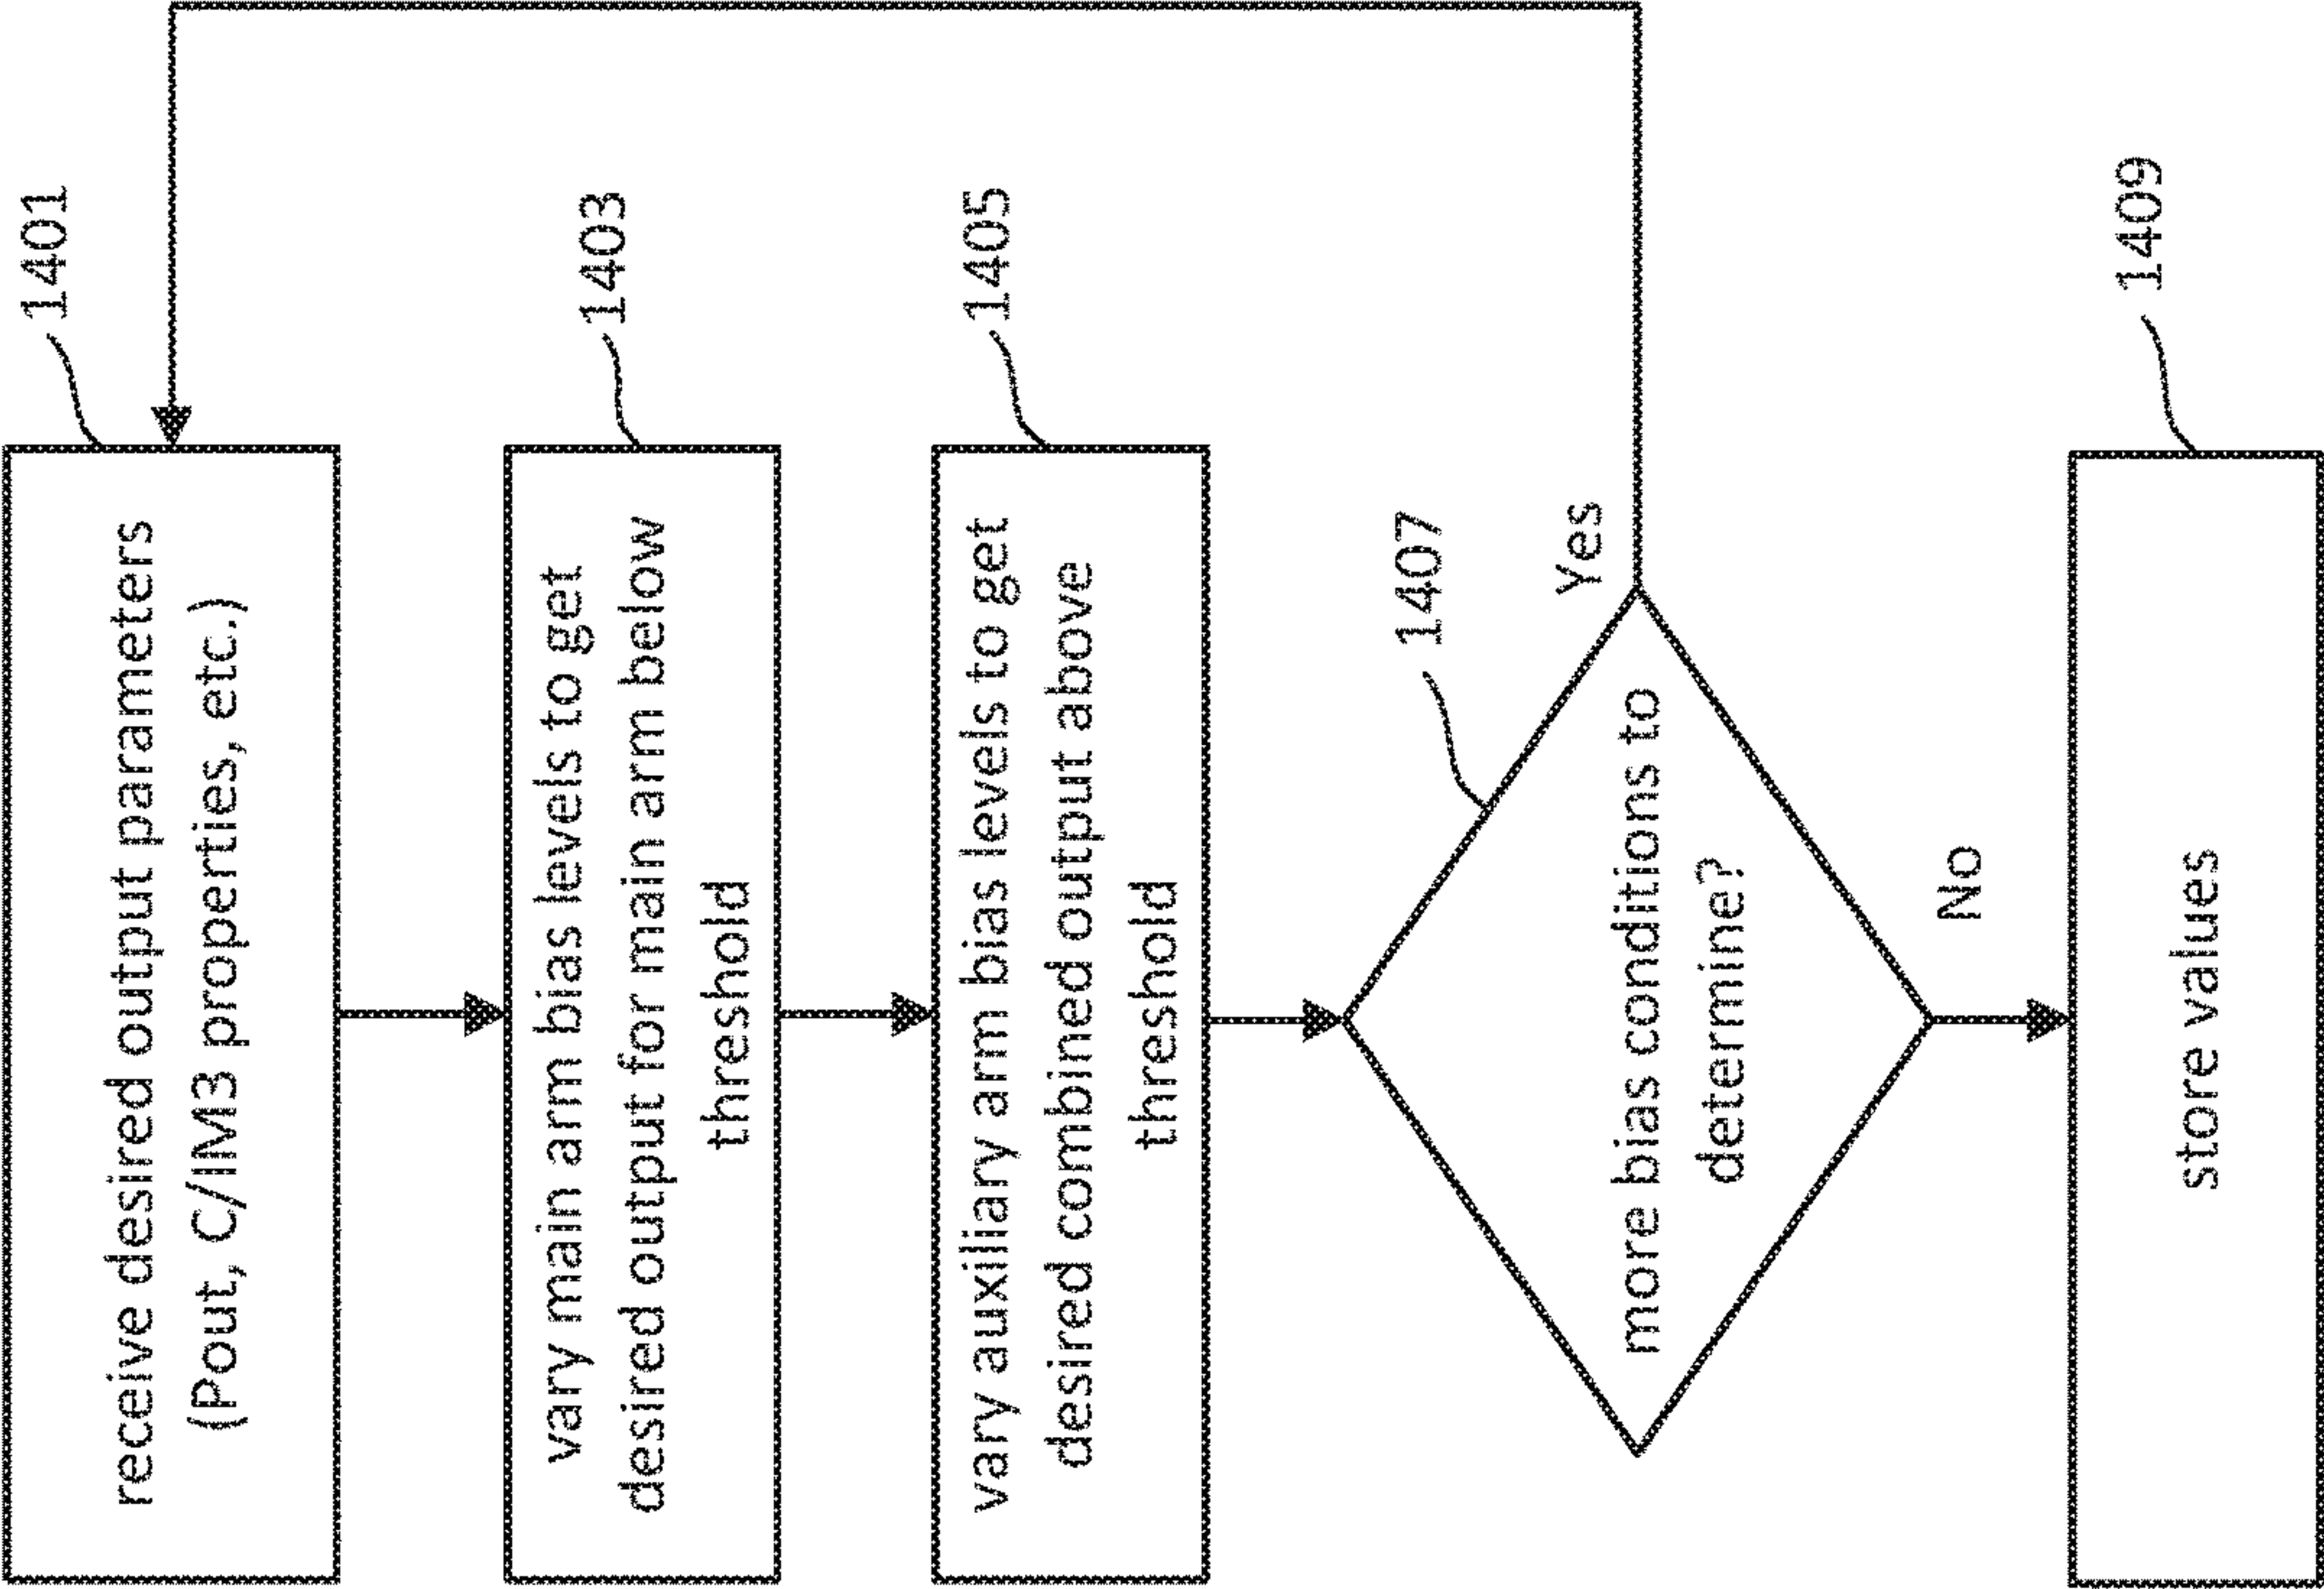 1401
receive desired output parameters
(Pout, C/IM3 properties, etc.)
1403
vary main arm bias levels to get
desired output for main arm below
threshold
1405
vary auxiliary arm bias levels to get
desired combined output above
threshold
1407
more bias conditions to
determine?
Yes
No
1409
store values